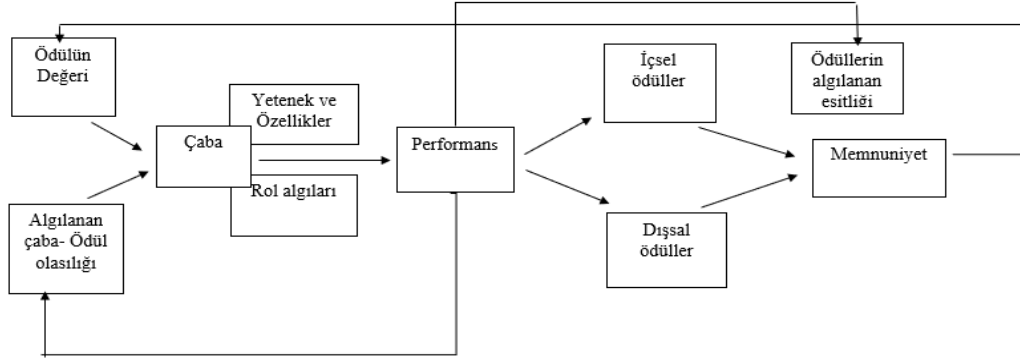 Ödülün
Değeri
Yetenek ve
Özellikler
Çaba
Rol algıları
Algılanan
çaba- Ödül
olasılığı
Performans
İçsel
ödüller
Dışsal
ödüller
Ödüllerin
algılanan
esitliği
Memnuniyet